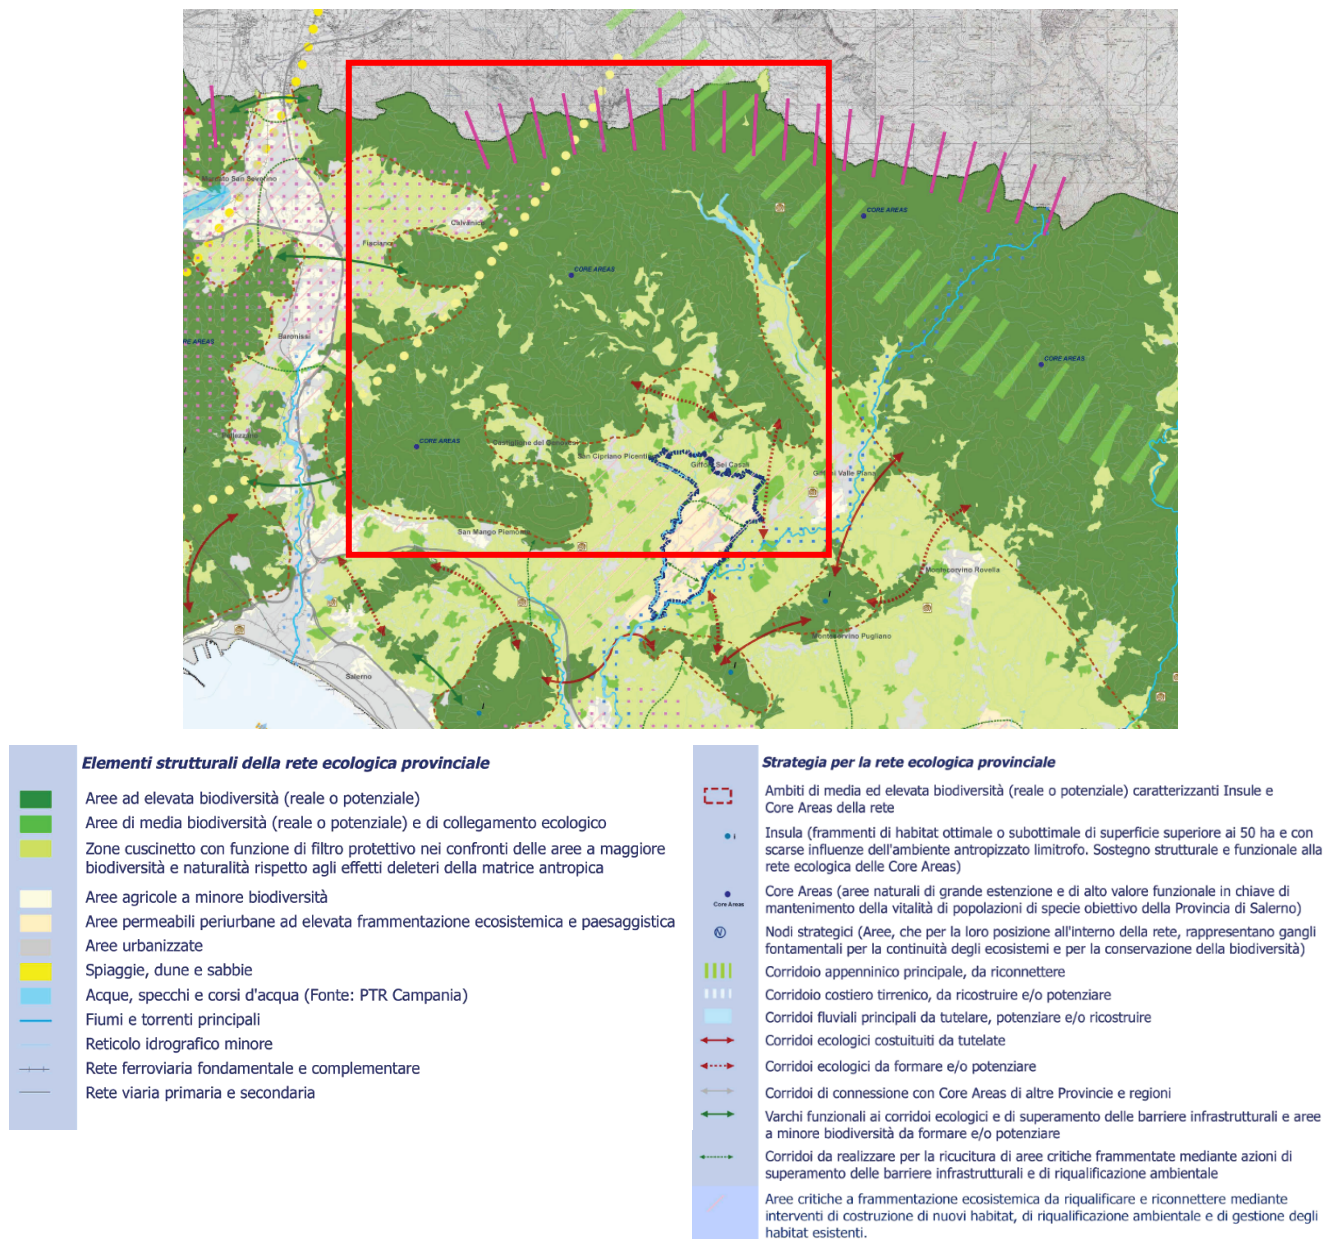 Mercato San Severino
Calvanico
Fisciano
CORE AREAS
CORE AREAS
Baronissi
RE AREAS
CORE AREAS
Pellezzano
CORE AREAS
Castiglione del Genovesi
San Cipriano Picentino
Giffoni Sei Casali
Giffoni Valle Piana
San Mango Piemonte
Montecorvino Rovella
i
Montecorvino Pugliano
i
Salerno
i
Elementi strutturali della rete ecologica provinciale
Aree ad elevata biodiversità (reale o potenziale)
Aree di media biodiversità (reale o potenziale) e di collegamento ecologico
Zone cuscinetto con funzione di filtro protettivo nei confronti delle aree a maggiore
biodiversità e naturalità rispetto agli effetti deleteri della matrice antropica
Aree agricole a minore biodiversità
Aree permeabili periurbane ad elevata frammentazione ecosistemica e paesaggistica
Aree urbanizzate
Spiaggie, dune e sabbie
Acque, specchi e corsi d'acqua (Fonte: PTR Campania)
Fiumi e torrenti principali
Reticolo idrografico minore
Rete ferroviaria fondamentale e complementare
Rete viaria primaria e secondaria
Strategia per la rete ecologica provinciale
Ambiti di media ed elevata biodiversità (reale o potenziale) caratterizzanti Insule e
Core Areas della rete
i
Insula (frammenti di habitat ottimale o subottimale di superficie superiore ai 50 ha e con
scarse influenze dell'ambiente antropizzato limitrofo. Sostegno strutturale e funzionale alla
rete ecologica delle Core Areas)
Core Areas
Core Areas (aree naturali di grande estenzione e di alto valore funzionale in chiave di
mantenimento della vitalità di popolazioni di specie obiettivo della Provincia di Salerno)
N
Nodi strategici (Aree, che per la loro posizione all'interno della rete, rappresentano gangli
fontamentali per la continuità degli ecosistemi e per la conservazione della biodiversità)
Corridoio appenninico principale, da riconnettere
Corridoio costiero tirrenico, da ricostruire e/o potenziare
Corridi fluviali principali da tutelare, potenziare e/o ricostruire
Corridi ecologici costuituiti da tutelate
Corridi ecologici da formare e/o potenziare
Corridi di connessione con Core Areas di altre Provincie e regioni
Varchi funzionali ai corridoi ecologici e di superamento delle barriere infrastrutturali e aree
a minore biodiversità da formare e/o potenziare
Corridoi da realizzare per la ricucitura di aree critiche frammentate mediante azioni di
superamento delle barriere infrastrutturali e di riqualificazione ambientale
Aree critiche a frammentazione ecosistemica da riqualificare e riconnettere mediante
interventi di costruzione di nuovi habitat, di riqualificazione ambientale e di gestione degli
habitat esistenti.